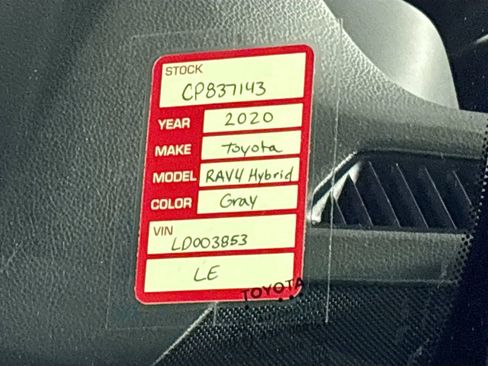 STOCK
CP837143
YEAR 2020
MAKE Toyota
MODEL RAV4 Hybrid
COLOR Gray
VIN
LD003853
LE
TOYOTA